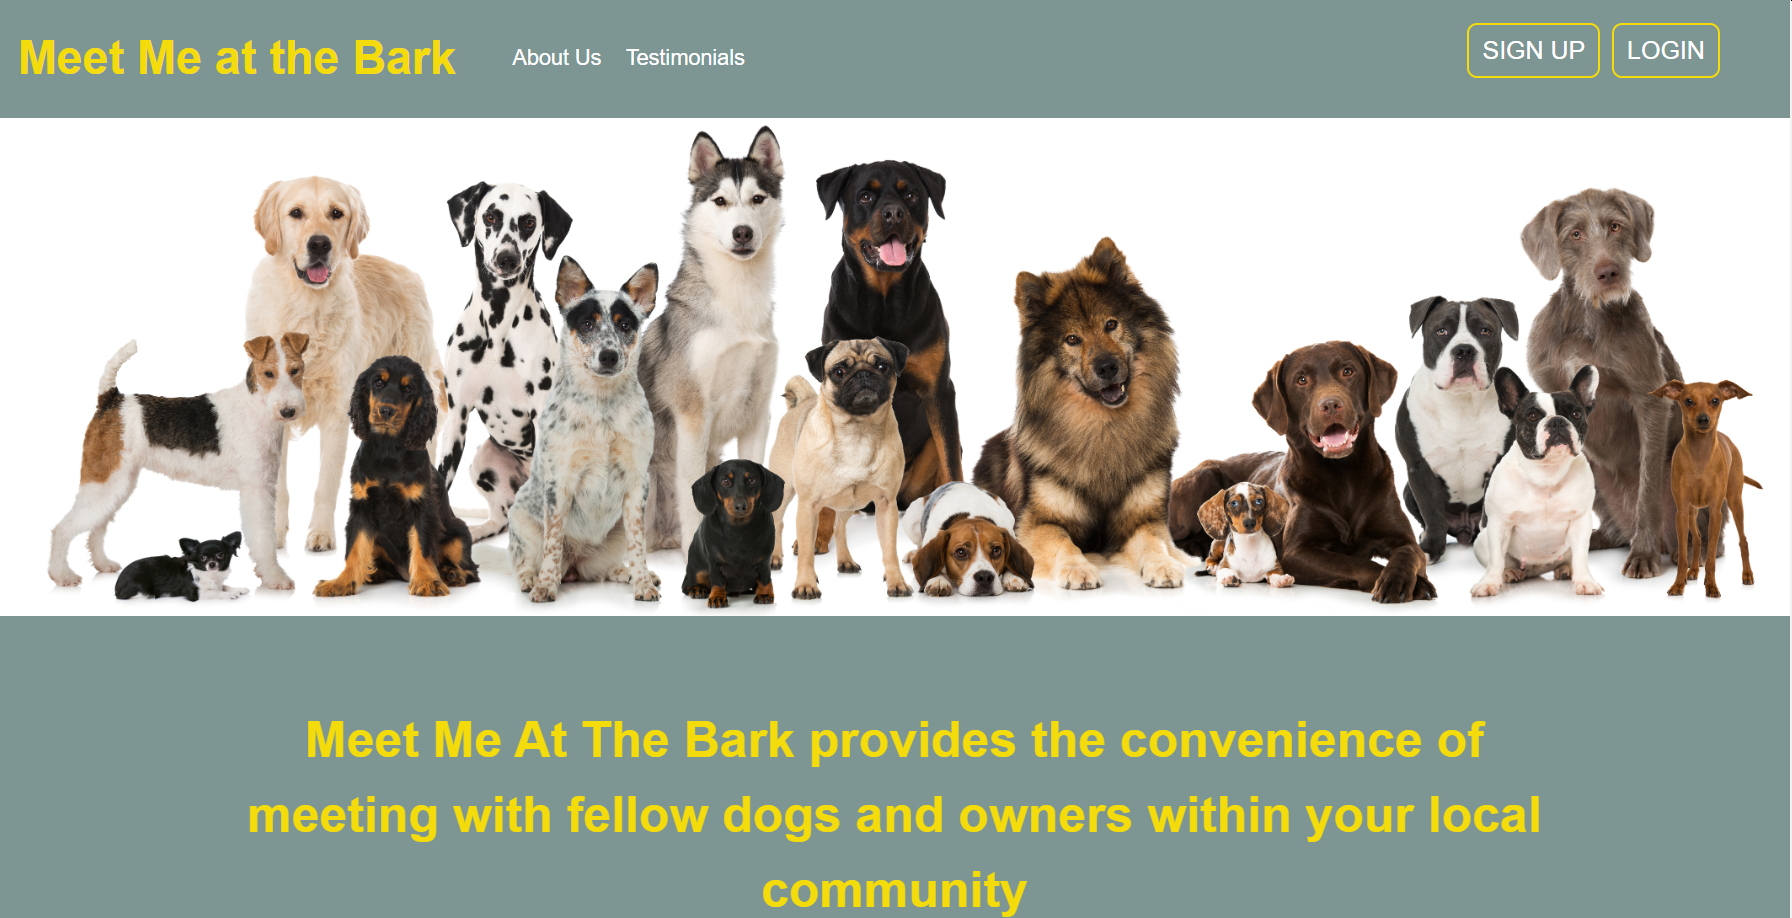 Meet Me at the Bark
About Us
Testimonials
SIGN UP
LOGIN
Meet Me At The Bark provides the convenience of
meeting with fellow dogs and owners within your local
community